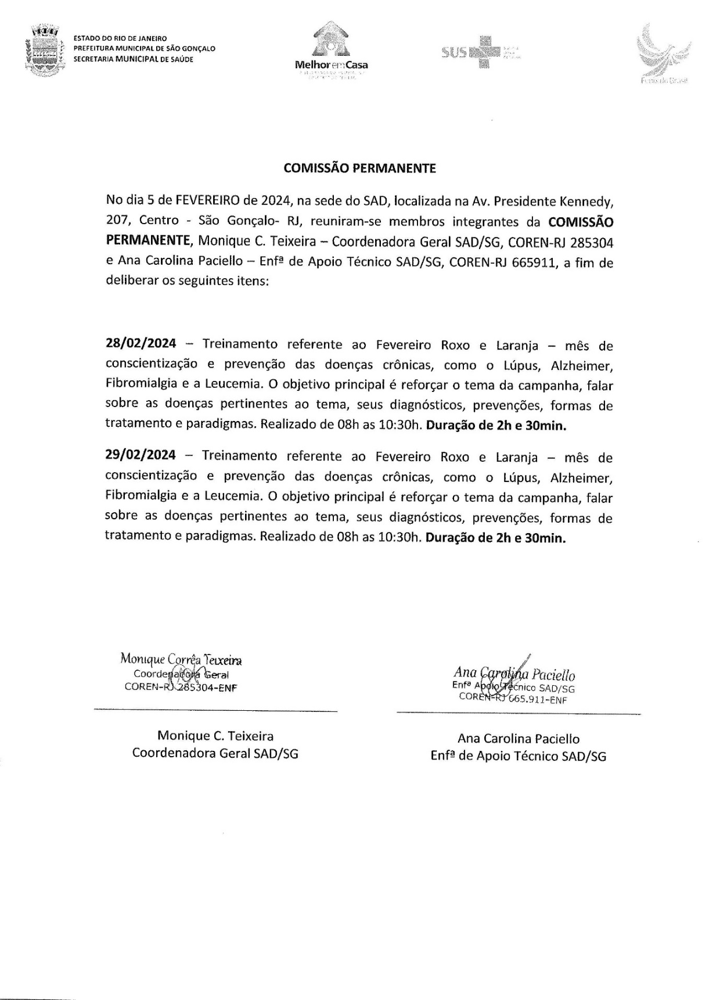 ESTADO DO RIO DE JANEIRO
PREFEITURA MUNICIPAL DE SÃO GONÇALO
SECRETARIA MUNICIPAL DE SAÚDE
Melhor em Casa
SUS
Fenix do Brasil
COMISSÃO PERMANENTE
No dia 5 de FEVEREIRO de 2024, na sede do SAD, localizada na Av. Presidente Kennedy,
207, Centro - São Gonçalo- RJ, reuniram-se membros integrantes da COMISSÃO
PERMANENTE, Monique C. Teixeira – Coordenadora Geral SAD/SG, COREN-RJ 285304
e Ana Carolina Paciello – Enfª de Apoio Técnico SAD/SG, COREN-RJ 665911, a fim de
deliberar os seguintes itens:
28/02/2024 – Treinamento referente ao Fevereiro Roxo e Laranja – mês de
conscientização e prevenção das doenças crônicas, como o Lúpus, Alzheimer,
Fibromialgia e a Leucemia. O objetivo principal é reforçar o tema da campanha, falar
sobre as doenças pertinentes ao tema, seus diagnósticos, prevenções, formas de
tratamento e paradigmas. Realizado de 08h as 10:30h. Duração de 2h e 30min.
29/02/2024 – Treinamento referente ao Fevereiro Roxo e Laranja – mês de
conscientização e prevenção das doenças crônicas, como o Lúpus, Alzheimer,
Fibromialgia e a Leucemia. O objetivo principal é reforçar o tema da campanha, falar
sobre as doenças pertinentes ao tema, seus diagnósticos, prevenções, formas de
tratamento e paradigmas. Realizado de 08h as 10:30h. Duração de 2h e 30min.
Monique Corrêa Teixeira
Coordenadora Geral
COREN-RJ 285304-ENF
Ana Carolina Paciello
Enfª Apoio Técnico SAD/SG
COREN-RJ 665.911-ENF
Monique C. Teixeira
Coordenadora Geral SAD/SG
Ana Carolina Paciello
Enfª de Apoio Técnico SAD/SG